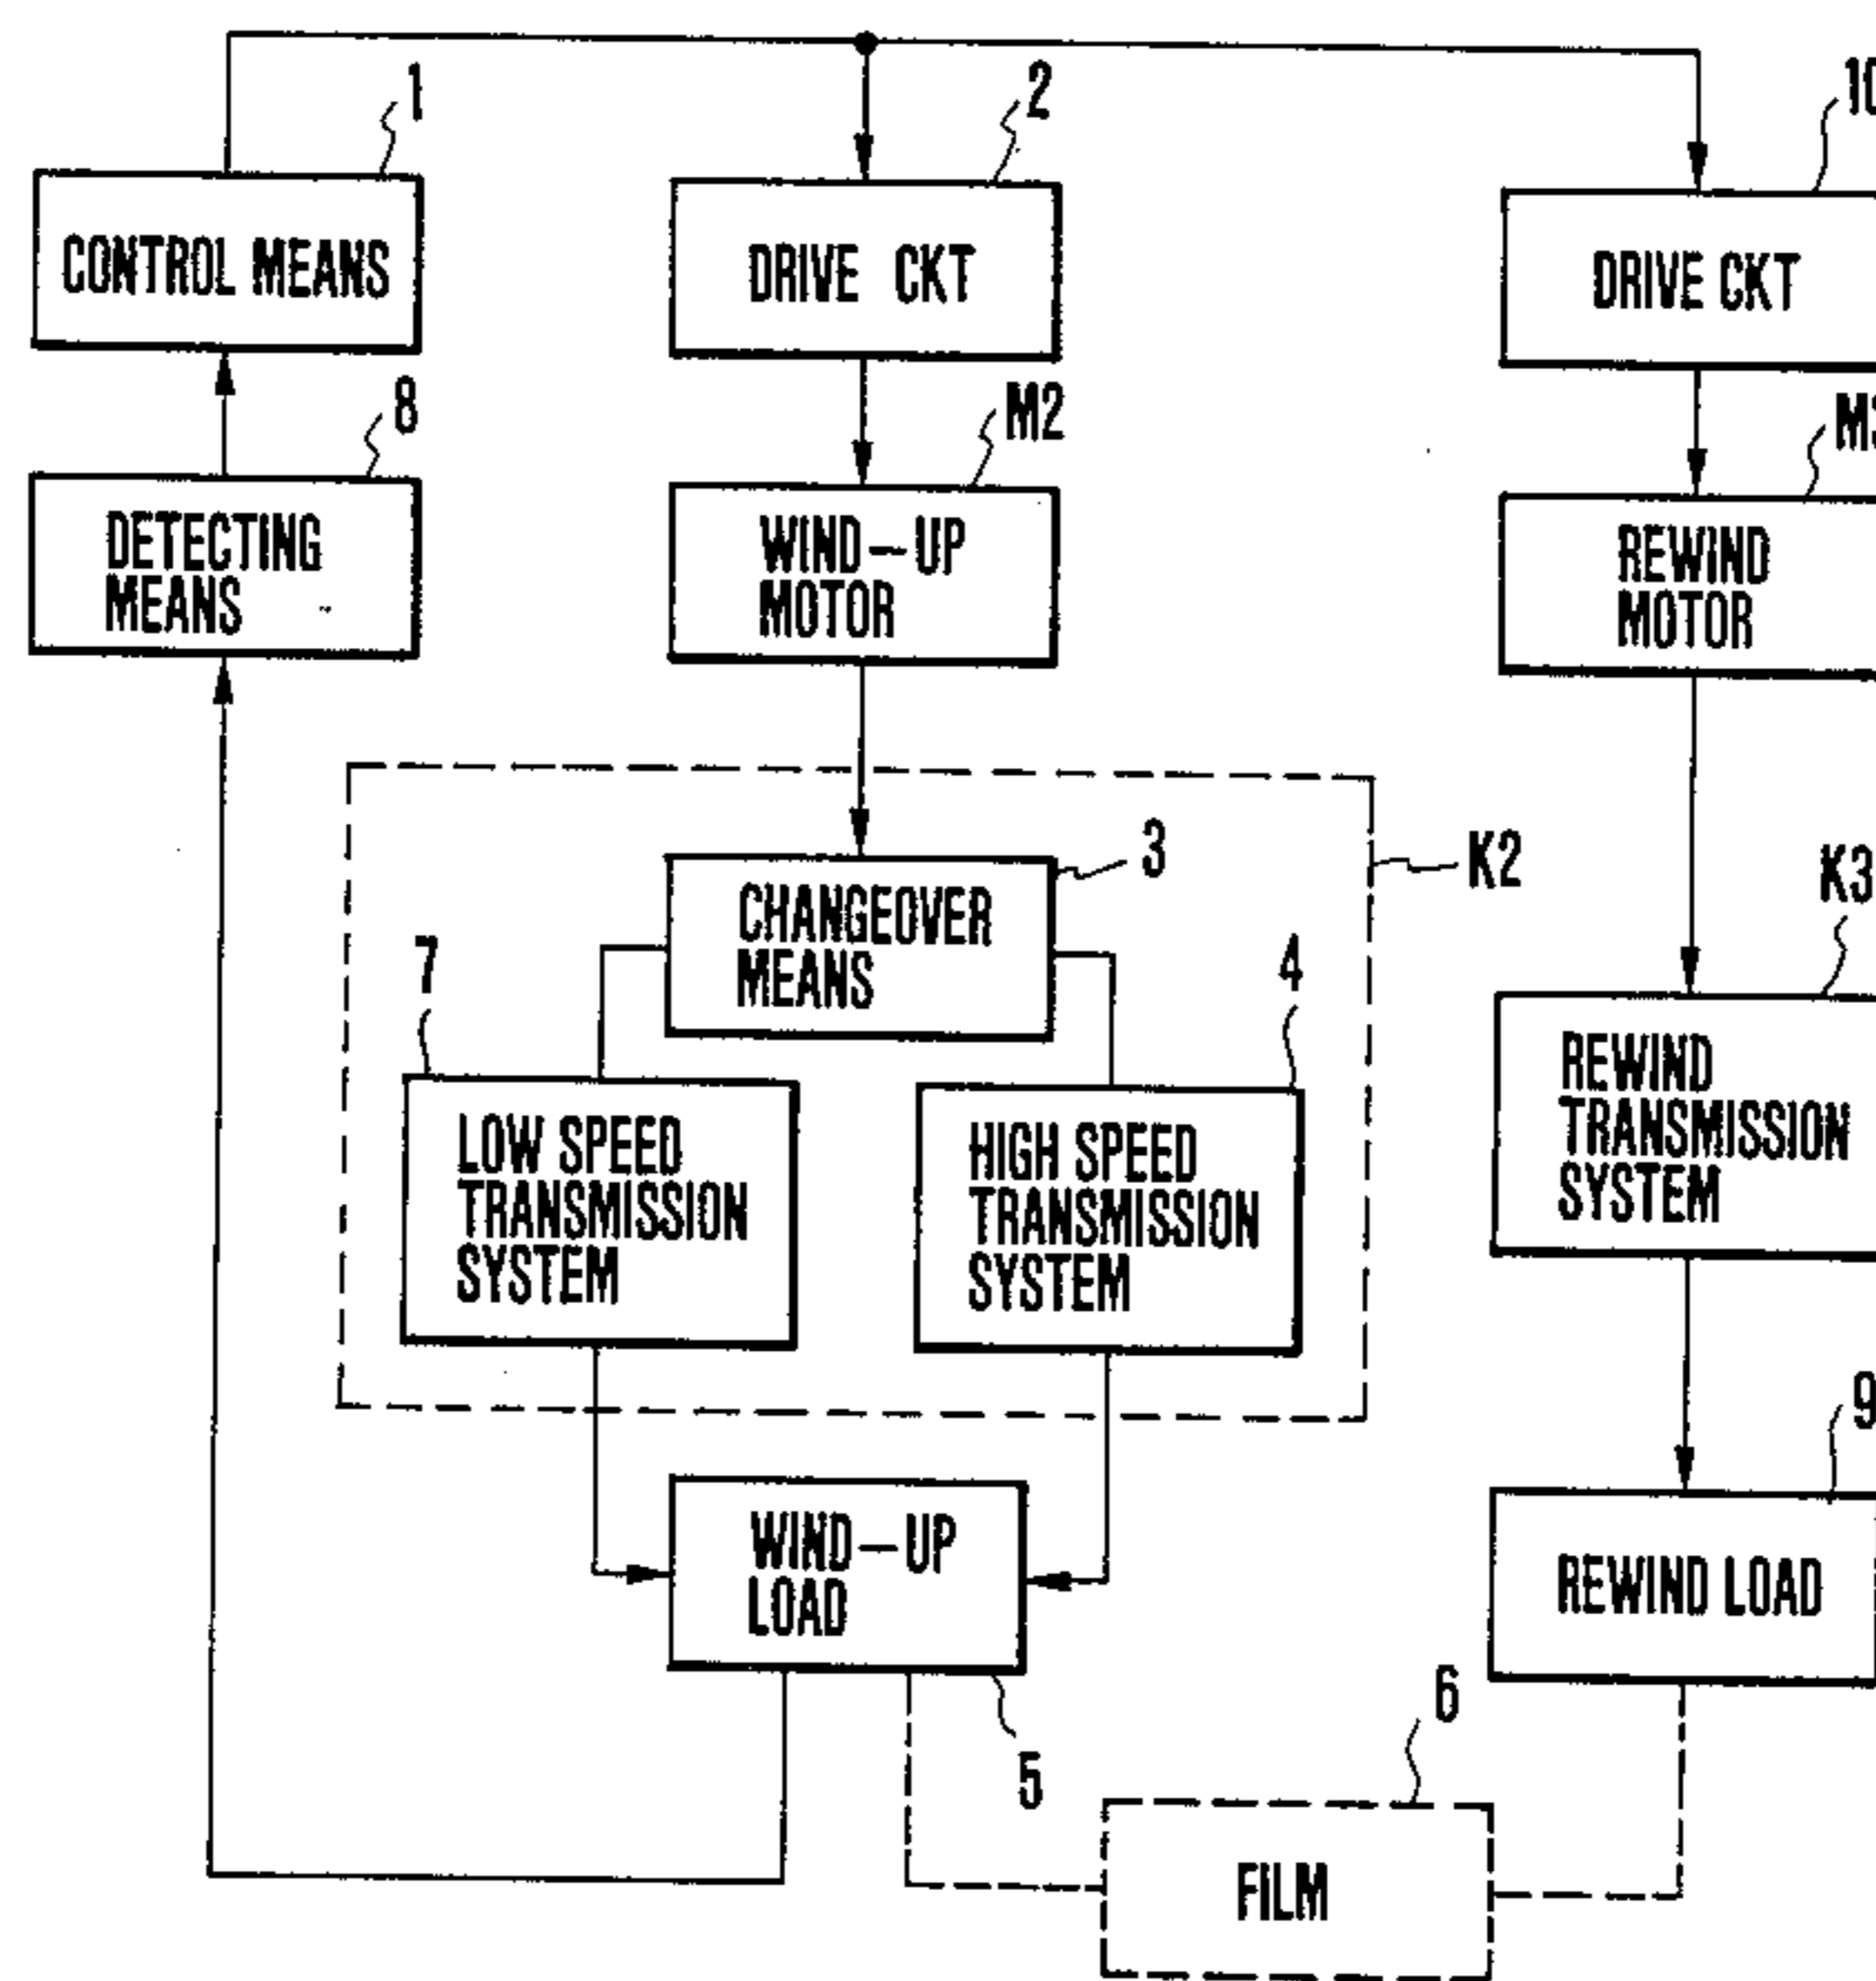 1
2
10
CONTROL MEANS
DRIVE CKT
DRIVE CKT
8
M2
DETECTING
MEANS
WIND-UP
MOTOR
REWIND
MOTOR
3
K2
K3
CHANGEOVER
MEANS
7
4
LOW SPEED
TRANSMISSION
SYSTEM
HIGH SPEED
TRANSMISSION
SYSTEM
REWIND
TRANSMISSION
SYSTEM
9
WIND-UP
LOAD
REWIND LOAD
5
6
FILM